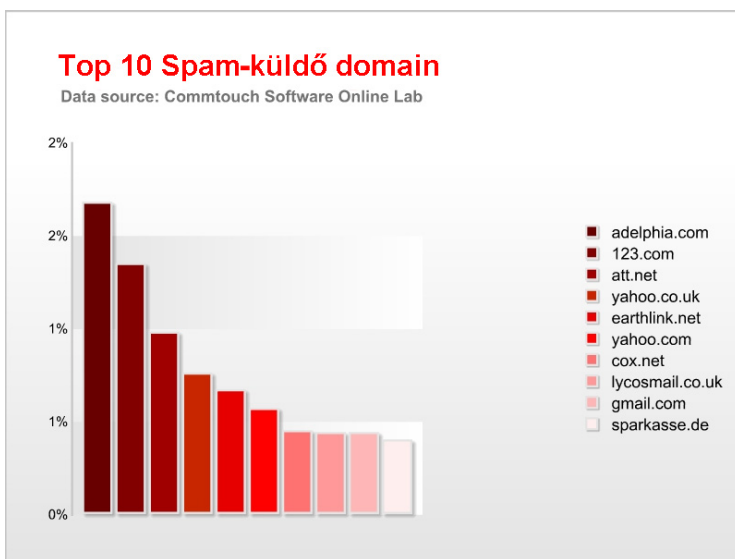 Top 10 Spam-küldő domain
Data source: Commtouch Software Online Lab
2%
2%
1%
1%
0%
adelphia.com
123.com
att.net
yahoo.co.uk
earthlink.net
yahoo.com
cox.net
lycosmail.co.uk
gmail.com
sparkasse.de